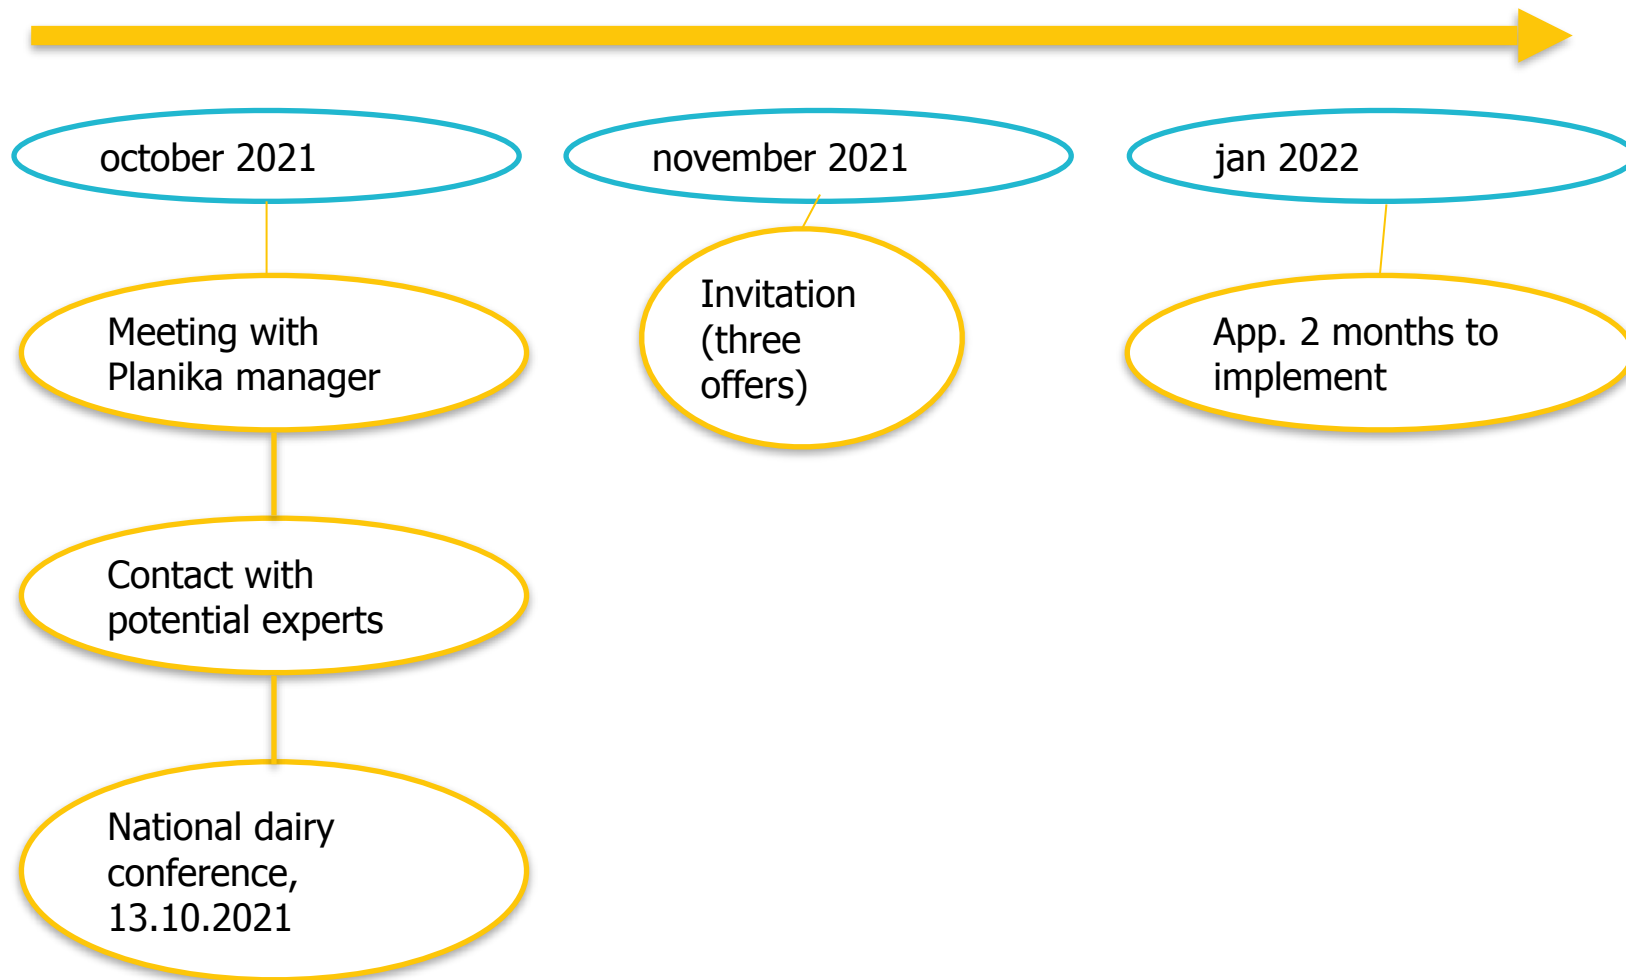 october 2021
november 2021
jan 2022
Meeting with
Planika manager
Invitation
(three
offers)
App. 2 months to
implement
Contact with
potential experts
National dairy
conference,
13.10.2021